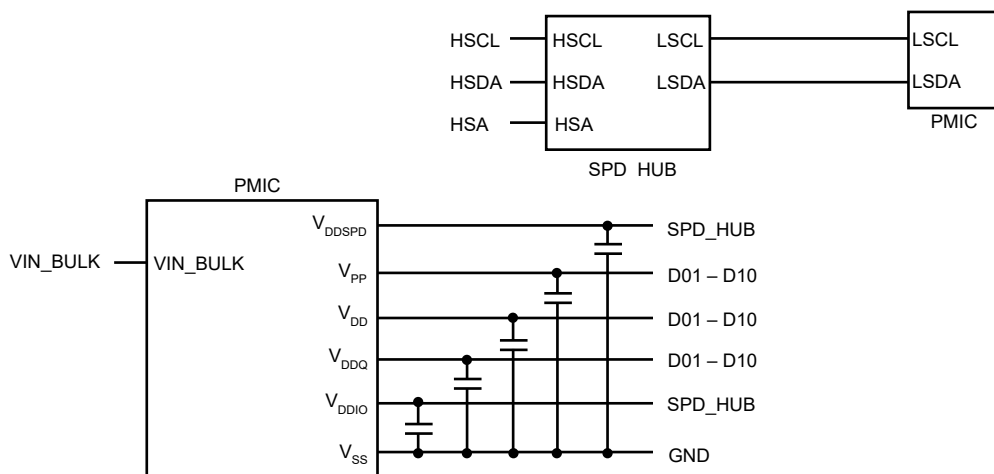 HSCL HSCL LSCL LSCL
HSDA HSDA LSDA LSDA
HSA HSA
PMIC
SPD HUB
PMIC
VDDSPD SPD_HUB
VIN_BULK VIN_BULK
VPP D01 – D10
VDD D01 – D10
VDDQ D01 – D10
VDDIO SPD_HUB
VSS GND